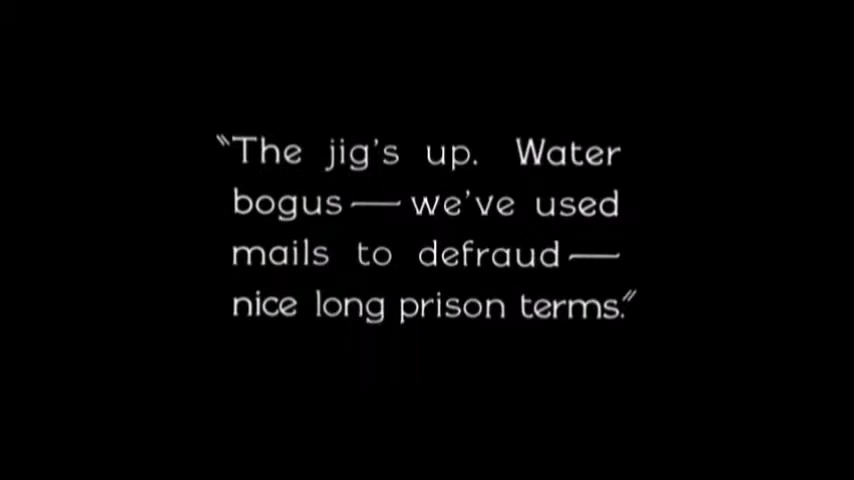 "The jig's up. Water
bogus — we've used
mails to defraud —
nice long prison terms."